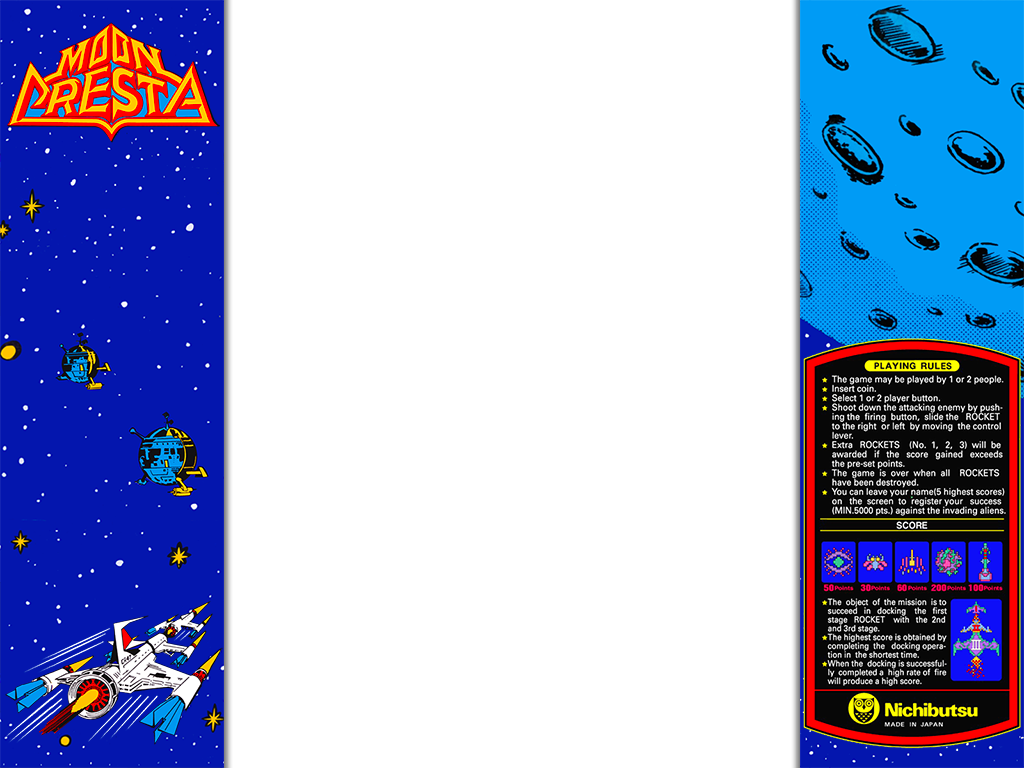 MOON
CRESTA
PLAYING RULES
★ The game may be played by 1 or 2 people.
★ Insert coin.
★ Select 1 or 2 player button.
★ Shoot down the attacking enemy by push-
ing the firing button, slide the ROCKET
to the right or left by moving the control
lever.
★ Extra ROCKETS (No. 1, 2, 3) will be
awarded if the score gained exceeds
the pre-set points.
★ The game is over when all ROCKETS
have been destroyed.
★ You can leave your name(5 highest scores)
on the screen to register your success
(MIN.5000 pts.) against the invading aliens.
SCORE
50Points 30Points 60Points 200Points 100Points
★The object of the mission is to
succeed in docking the first
stage ROCKET with the 2nd
and 3rd stage.
★The highest score is obtained by
completing the docking opera-
tion in the shortest time.
★When the docking is successful-
ly completed a high rate of fire
will produce a high score.
Nichibutsu
MADE IN JAPAN